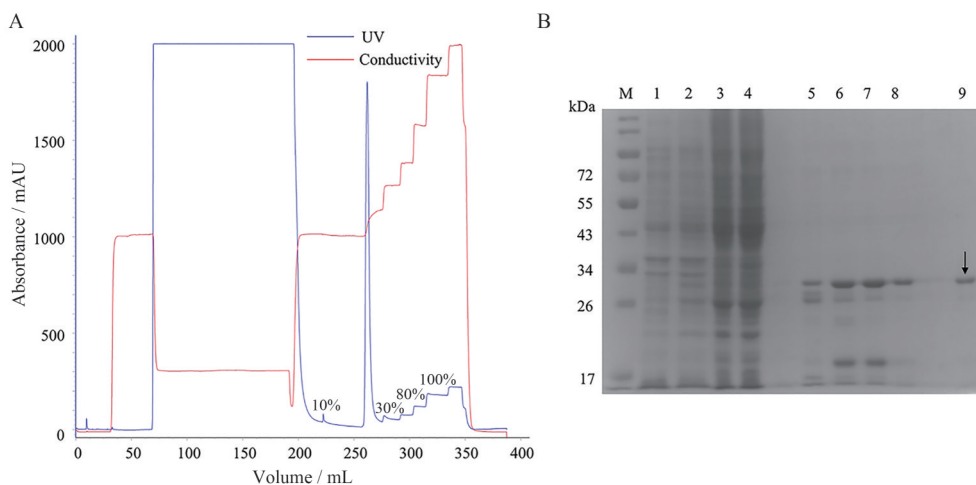 A
UV
Conductivity
2000
1500
1000
500
0
Absorbance / mAU
10%
30%
80%
100%
0 50 100 150 200 250 300 350 400
Volume / mL
B
kDa M 1 2 3 4 5 6 7 8 9
72
55
43
34
26
17